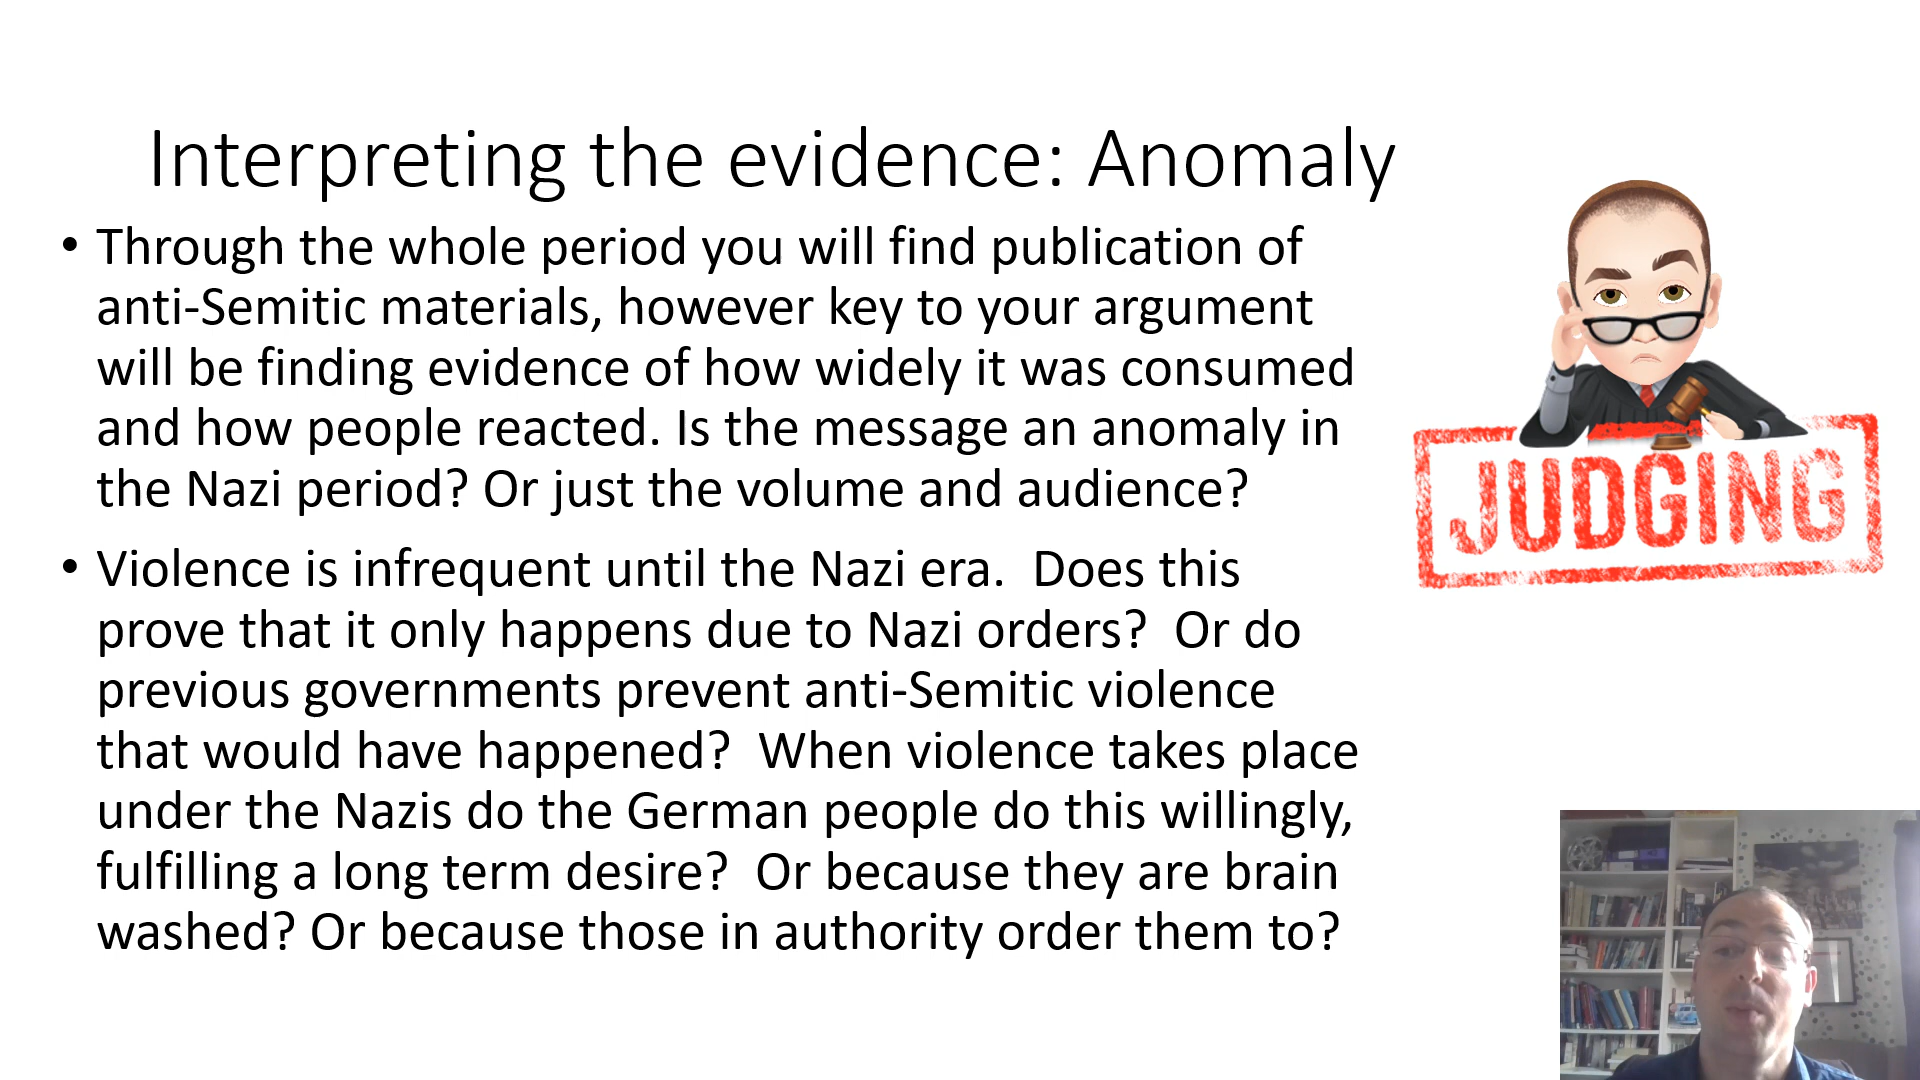 Interpreting the evidence: Anomaly
• Through the whole period you will find publication of
anti-Semitic materials, however key to your argument
will be finding evidence of how widely it was consumed
and how people reacted. Is the message an anomaly in
the Nazi period? Or just the volume and audience?
• Violence is infrequent until the Nazi era.  Does this
prove that it only happens due to Nazi orders?  Or do
previous governments prevent anti-Semitic violence
that would have happened?  When violence takes place
under the Nazis do the German people do this willingly,
fulfilling a long term desire?  Or because they are brain
washed? Or because those in authority order them to?
JUDGING